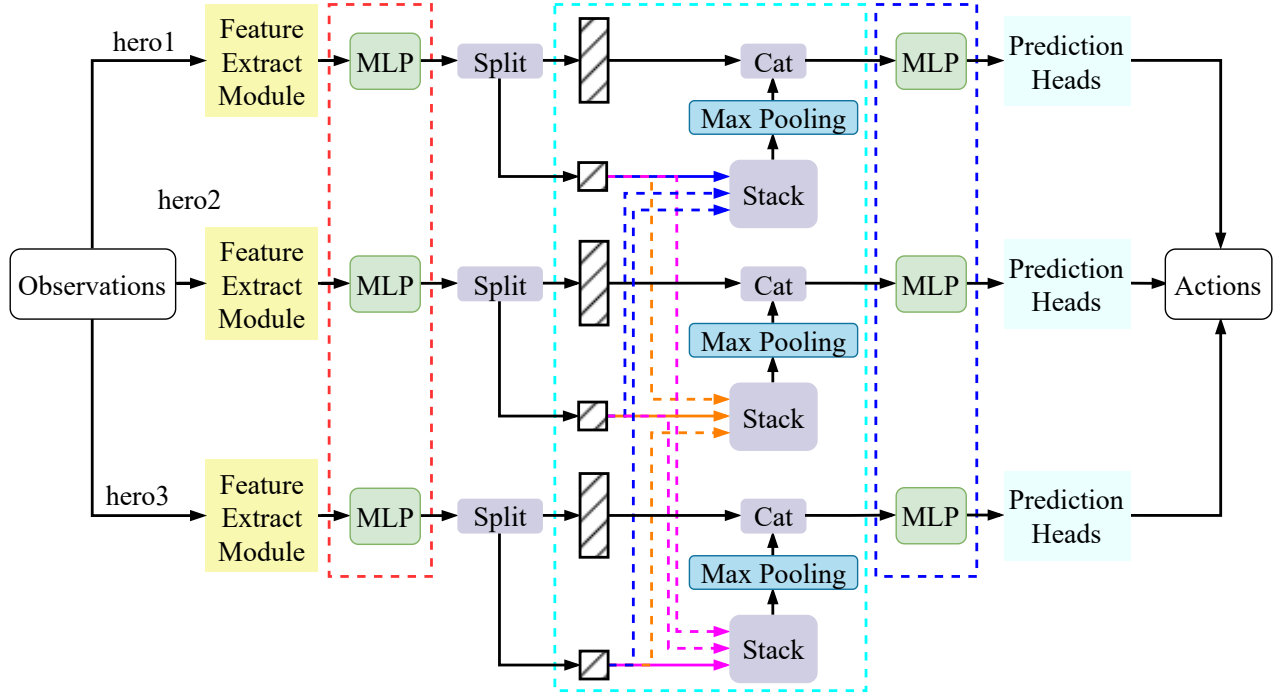 hero1
Feature
Extract
Module
MLP
Split
Cat
MLP
Prediction
Heads
Max Pooling
Stack
hero2
Observations
Feature
Extract
Module
MLP
Split
Cat
MLP
Prediction
Heads
Actions
Max Pooling
Stack
hero3
Feature
Extract
Module
MLP
Split
Cat
MLP
Prediction
Heads
Max Pooling
Stack